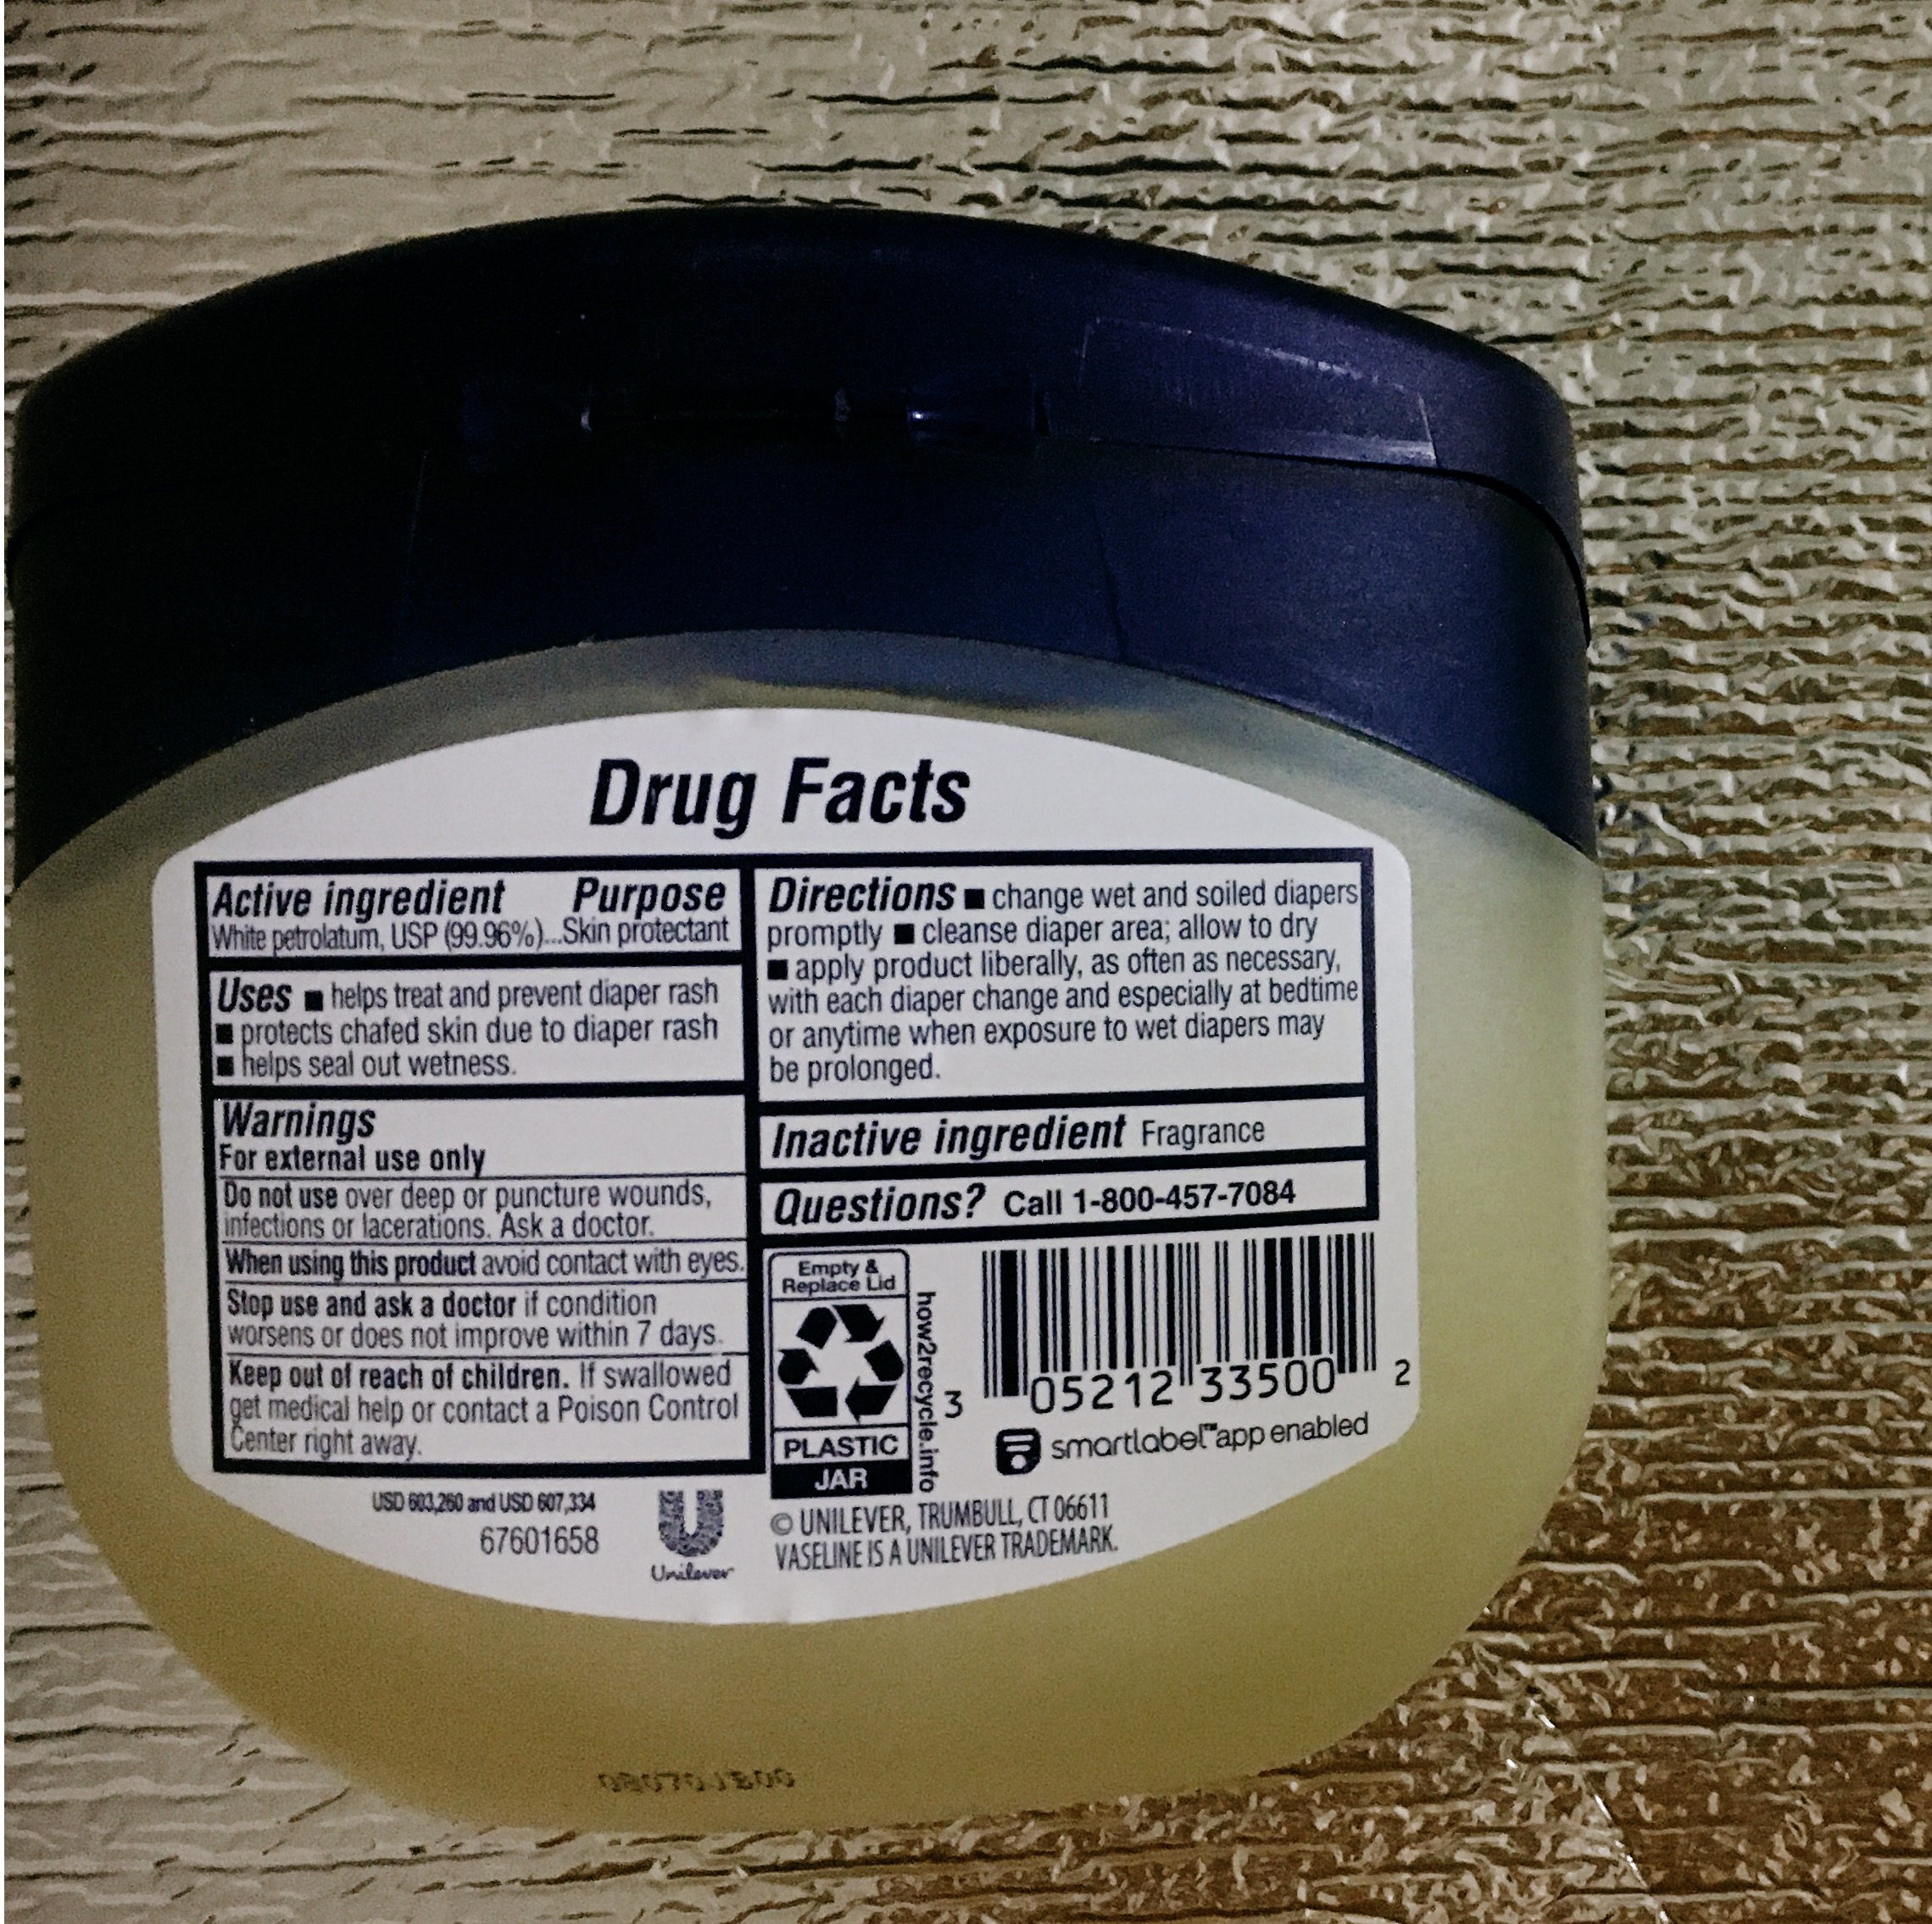 Drug Facts
Active ingredient Purpose
White petrolatum, USP (99.96%)...Skin protectant
Uses ■ helps treat and prevent diaper rash
■ protects chafed skin due to diaper rash
■ helps seal out wetness.
Warnings
For external use only
Do not use over deep or puncture wounds,
infections or lacerations. Ask a doctor.
When using this product avoid contact with eyes.
Stop use and ask a doctor if condition
worsens or does not improve within 7 days.
Keep out of reach of children. If swallowed
get medical help or contact a Poison Control
Center right away.
Directions ■ change wet and soiled diapers
promptly ■ cleanse diaper area; allow to dry
■ apply product liberally, as often as necessary,
with each diaper change and especially at bedtime
or anytime when exposure to wet diapers may
be prolonged.
Inactive ingredient Fragrance
Questions? Call 1-800-457-7084
Empty &
Replace Lid
PLASTIC
JAR
how2recycle.info
3 05212 33500 2
smartlabel™ app enabled
USD 603,260 and USD 607,334
67601658
Unilever
© UNILEVER, TRUMBULL, CT 06611
VASELINE IS A UNILEVER TRADEMARK.